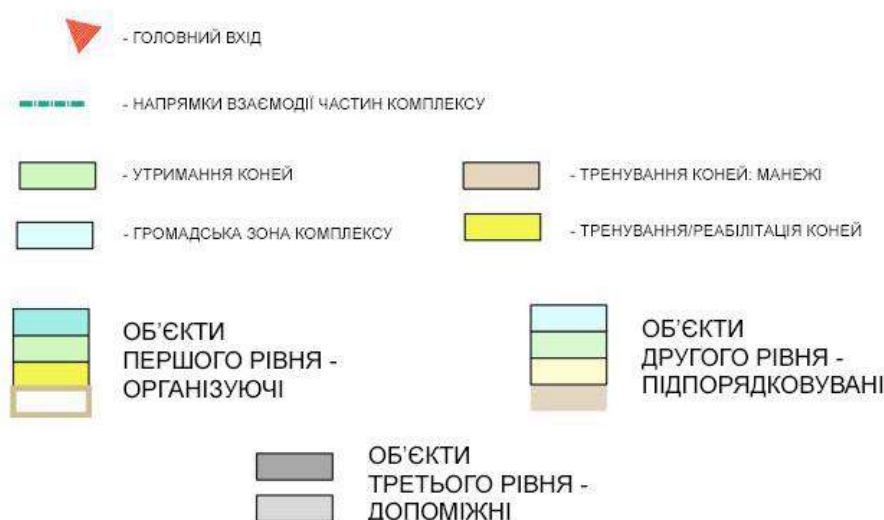 - ГОЛОВНИЙ ВХІД
- НАПРЯМКИ ВЗАЄМОДІЇ ЧАСТИН КОМПЛЕКСУ
- УТРИМАННЯ КОНЕЙ
- ТРЕНУВАННЯ КОНЕЙ: МАНЕЖІ
- ГРОМАДСЬКА ЗОНА КОМПЛЕКСУ
- ТРЕНУВАННЯ/РЕАБІЛІТАЦІЯ КОНЕЙ
ОБ'ЄКТИ
ПЕРШОГО РІВНЯ -
ОРГАНІЗУЮЧІ
ОБ'ЄКТИ
ДРУГОГО РІВНЯ -
ПІДПОРЯДКОВУВАНІ
ОБ'ЄКТИ
ТРЕТЬОГО РІВНЯ -
ДОПОМІЖНІ